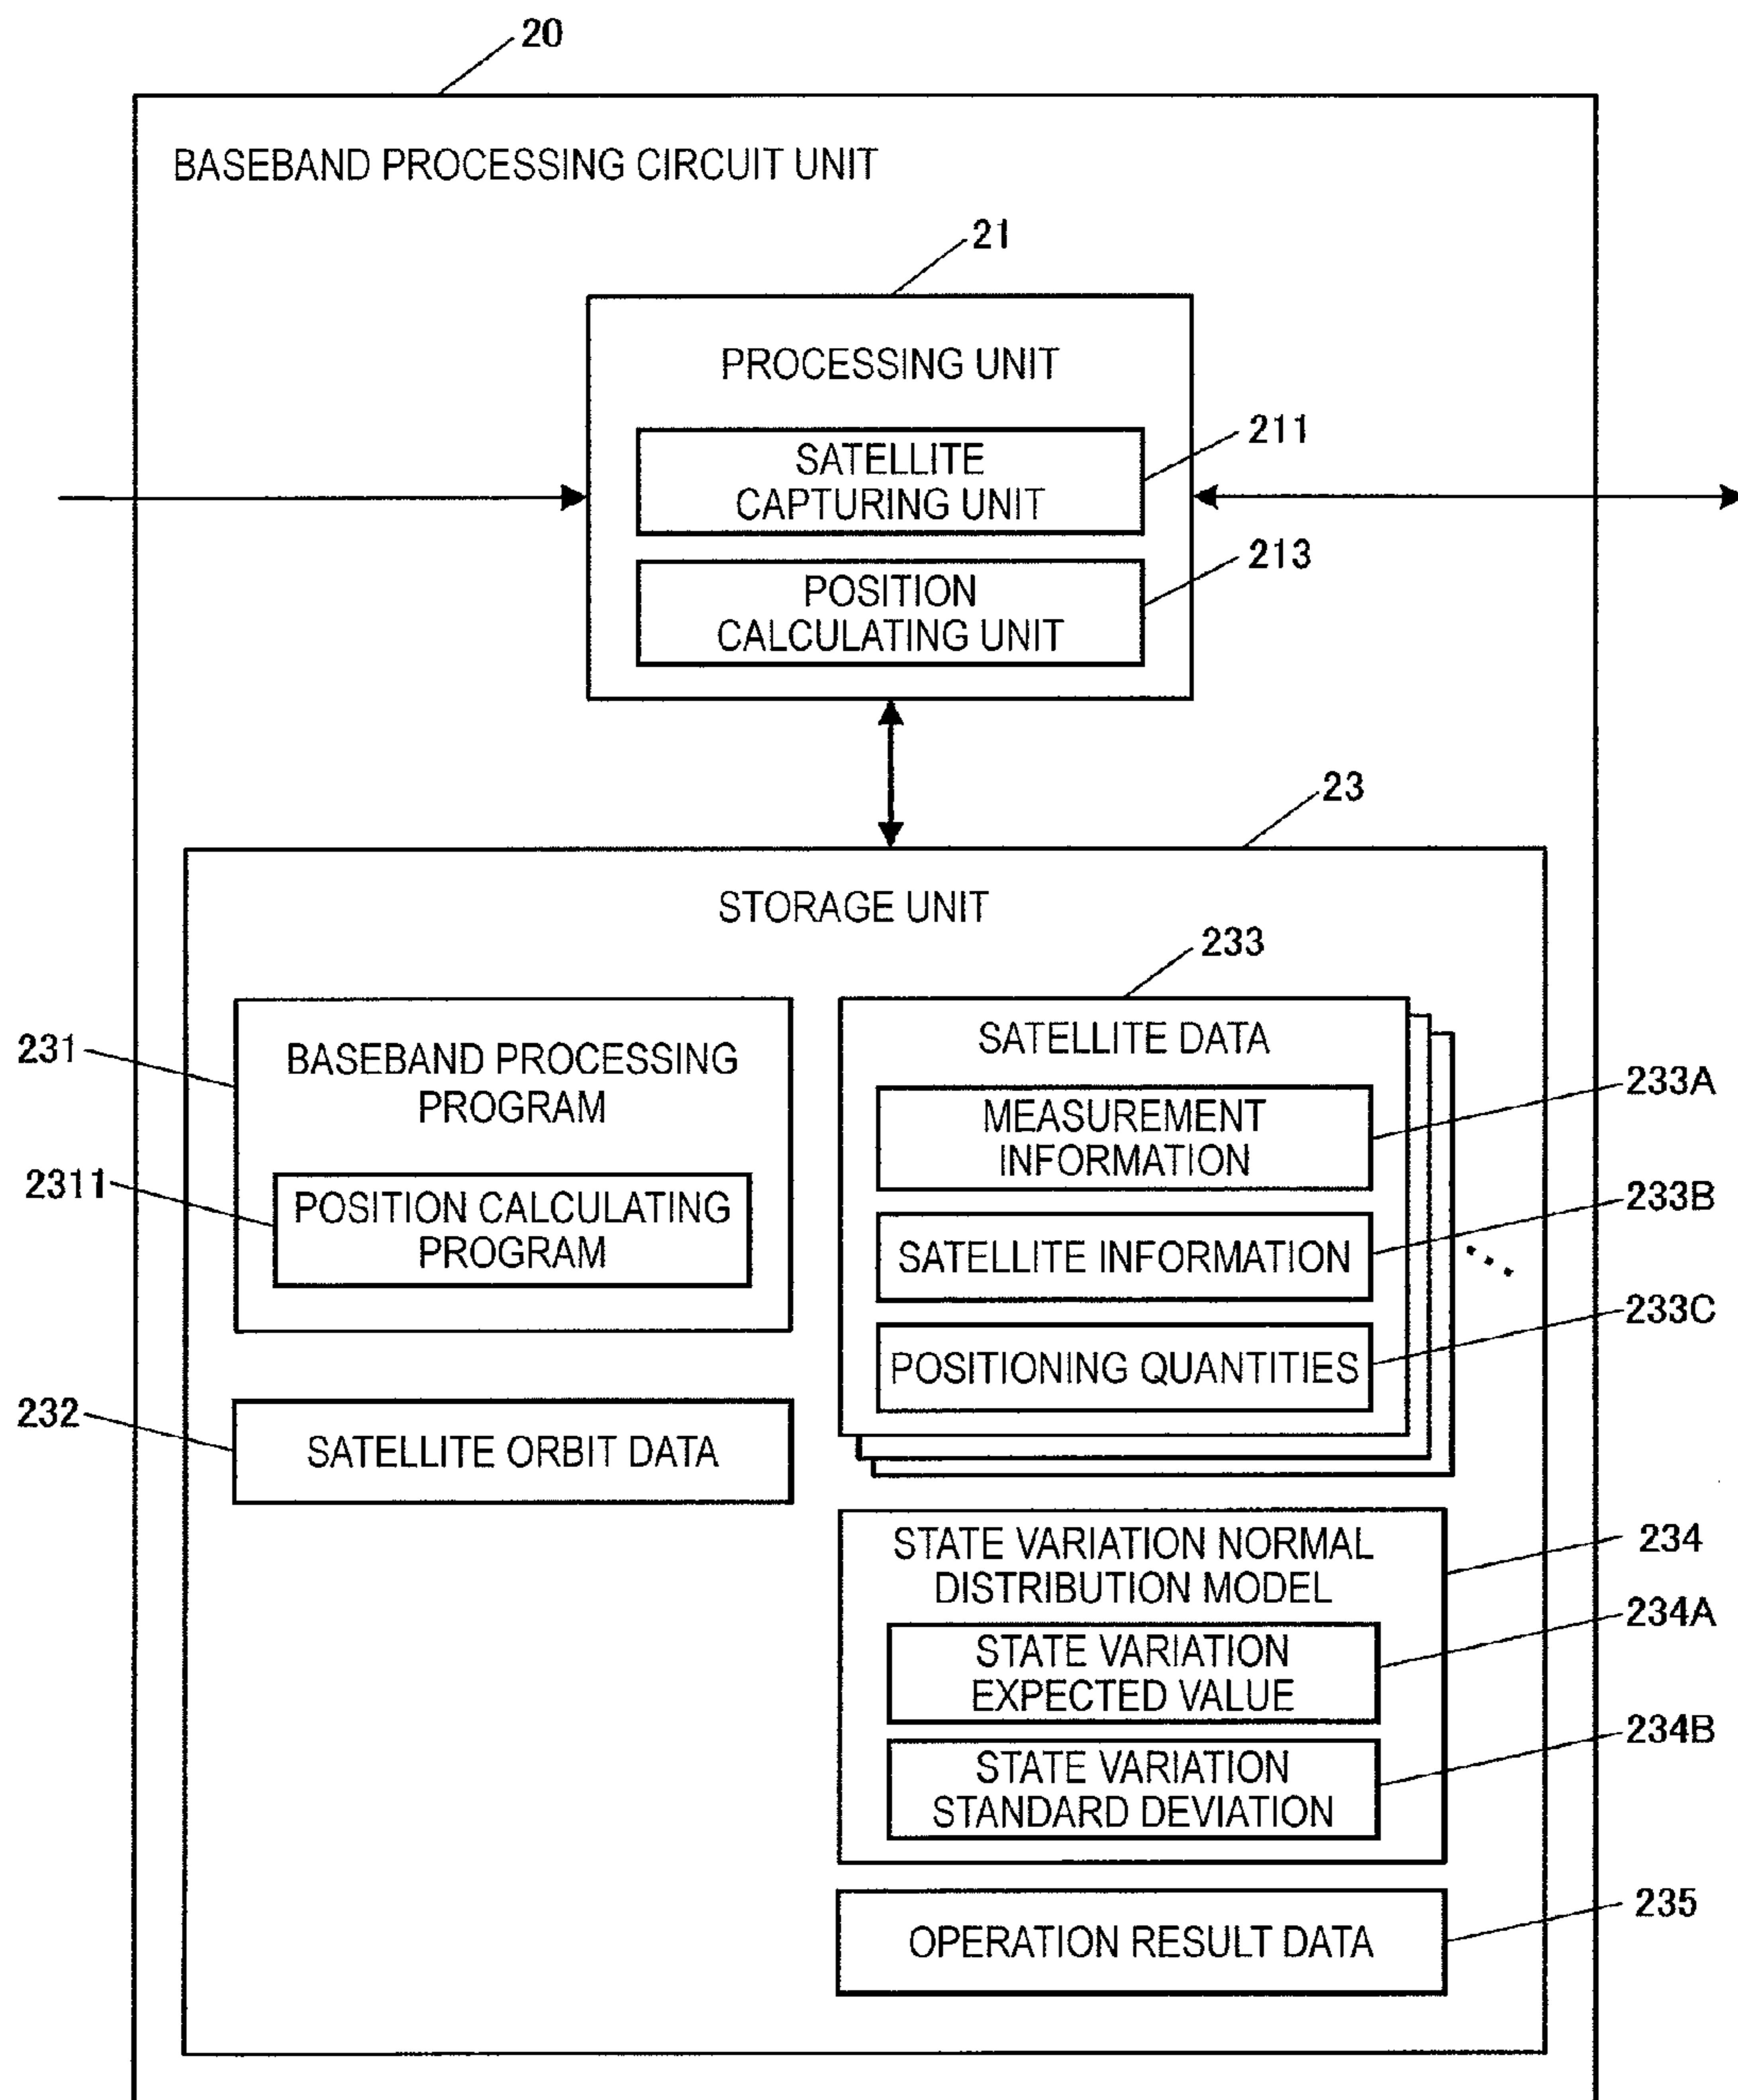 20
BASEBAND PROCESSING CIRCUIT UNIT
21
PROCESSING UNIT
211
SATELLITE
CAPTURING UNIT
213
POSITION
CALCULATING UNIT
23
STORAGE UNIT
231
BASEBAND PROCESSING
PROGRAM
2311
POSITION CALCULATING
PROGRAM
232
SATELLITE ORBIT DATA
233
SATELLITE DATA
233A
MEASUREMENT
INFORMATION
233B
SATELLITE INFORMATION
233C
POSITIONING QUANTITIES
234
STATE VARIATION NORMAL
DISTRIBUTION MODEL
234A
STATE VARIATION
EXPECTED VALUE
234B
STATE VARIATION
STANDARD DEVIATION
235
OPERATION RESULT DATA